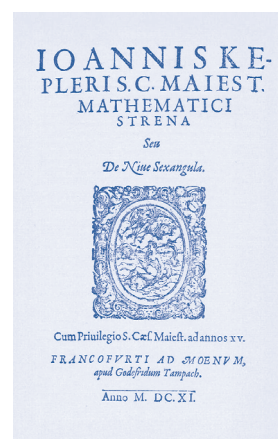 IOANNIS KE-
PLERI S. C. MAIEST.
MATHEMATICI
STRENA
Seu
De Niue Sexangula.
Cum Priuilegio S. Cæſ. Maieſt. ad annos xv.
FRANCOFVRTI AD MOENVM,
apud Godefridum Tampach.
Anno M. DC. XI.